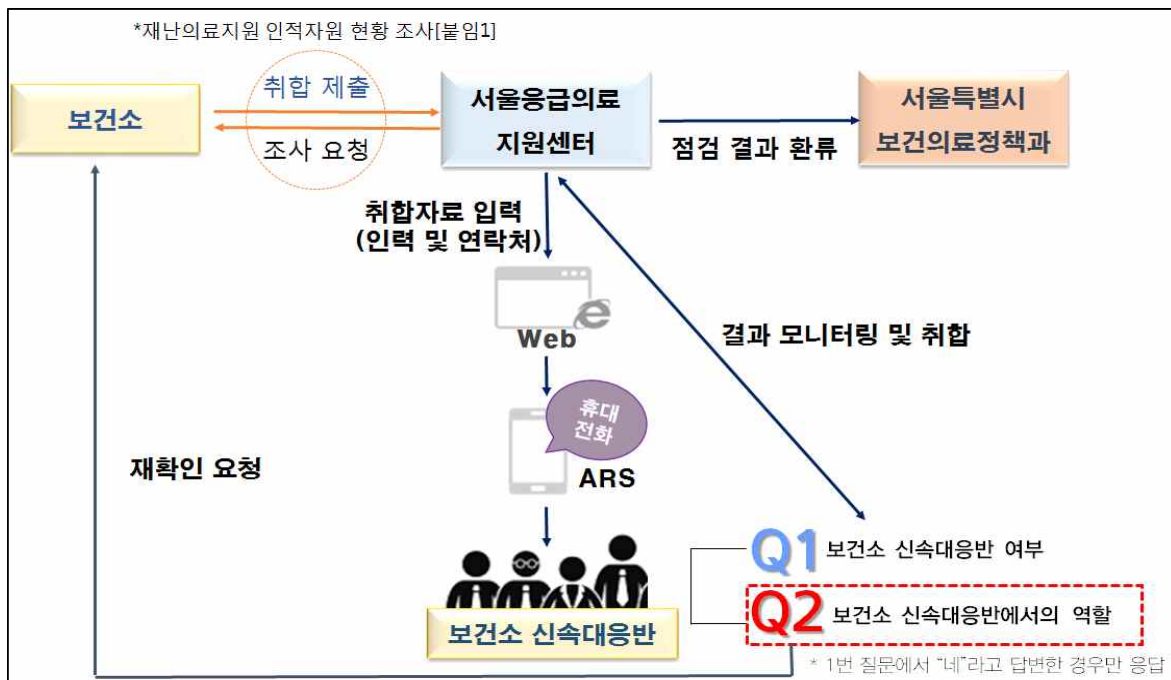 *재난의료지원 인적자원 현황 조사[붙임1]
보건소
취합 제출
조사 요청
서울응급의료
지원센터
점검 결과 환류
서울특별시
보건의료정책과
취합자료 입력
(인력 및 연락처)
Web
휴대
전화
ARS
결과 모니터링 및 취합
재확인 요청
보건소 신속대응반
Q1 보건소 신속대응반 여부
Q2 보건소 신속대응반에서의 역할
* 1번 질문에서 "네"라고 답변한 경우만 응답